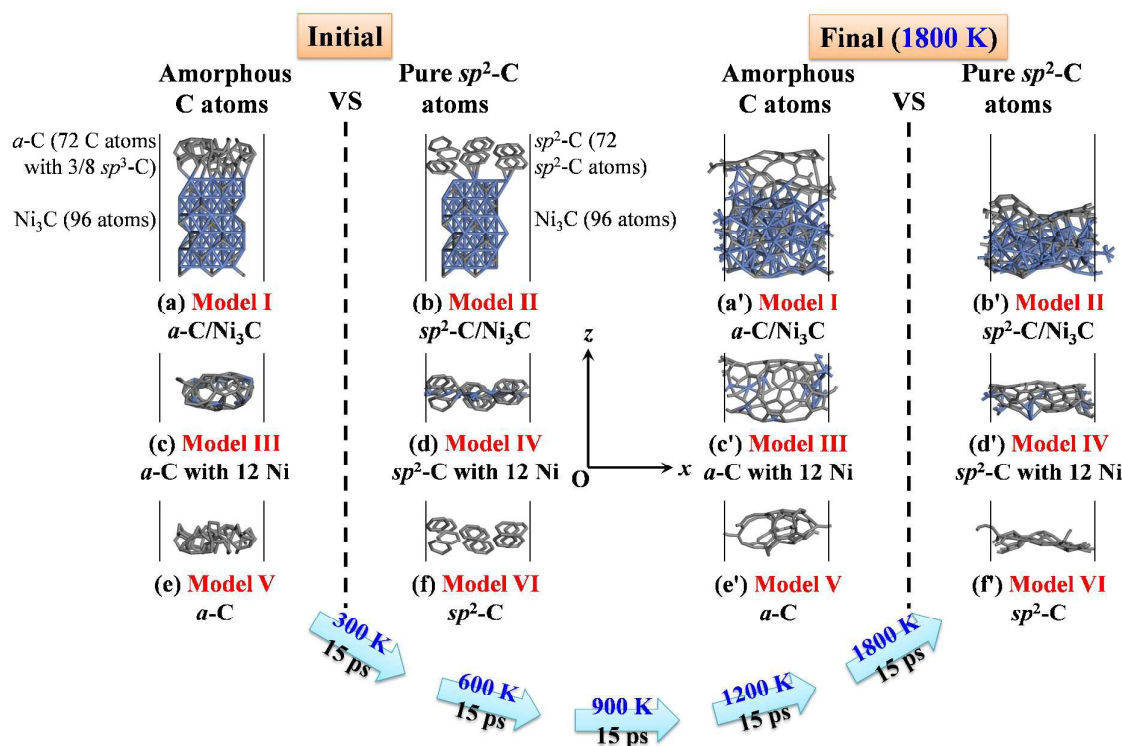 Initial
Final (1800 K)
Amorphous
C atoms
VS
Pure sp²-C
atoms
Amorphous
C atoms
VS
Pure sp²-C
atoms
a-C (72 C atoms
with 3/8 sp³-C)
Ni₃C (96 atoms)
sp²-C (72
sp²-C atoms)
Ni₃C (96 atoms)
(a) Model I
a-C/Ni₃C
(b) Model II
sp²-C/Ni₃C
(a') Model I
a-C/Ni₃C
(b') Model II
sp²-C/Ni₃C
z
O
x
(c) Model III
a-C with 12 Ni
(d) Model IV
sp²-C with 12 Ni
(c') Model III
a-C with 12 Ni
(d') Model IV
sp²-C with 12 Ni
(e) Model V
a-C
(f) Model VI
sp²-C
(e') Model V
a-C
(f') Model VI
sp²-C
300 K
15 ps
600 K
15 ps
900 K
15 ps
1200 K
15 ps
1800 K
15 ps